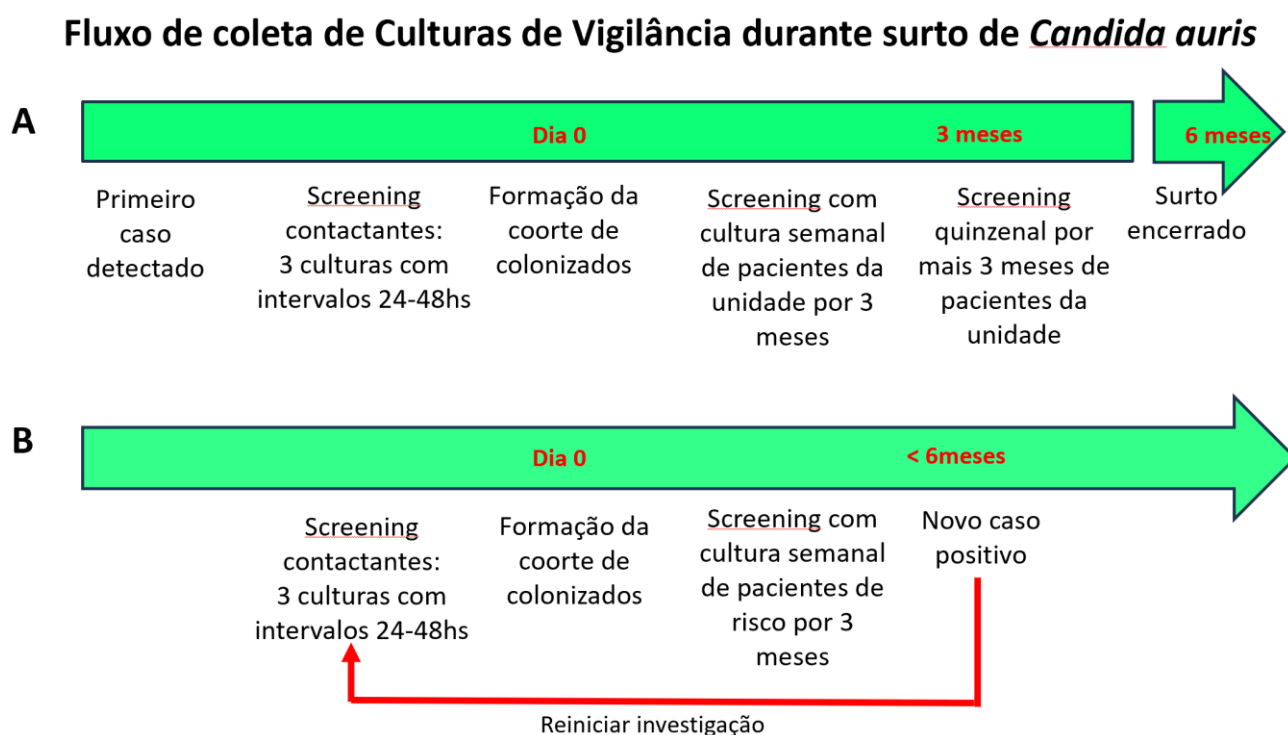 Fluxo de coleta de Culturas de Vigilância durante surto de Candida auris
A
Dia 0
3 meses
6 meses
Primeiro
caso
detectado
Screening
contactantes:
3 culturas com
intervalos 24-48hs
Formação da
coorte de
colonizados
Screening com
cultura semanal
de pacientes da
unidade por 3
meses
Screening
quinzenal por
mais 3 meses de
pacientes da
unidade
Surto
encerrado
B
Dia 0
< 6meses
Screening
contactantes:
3 culturas com
intervalos 24-48hs
Formação da
coorte de
colonizados
Screening com
cultura semanal
de pacientes de
risco por 3
meses
Novo caso
positivo
Reiniciar investigação